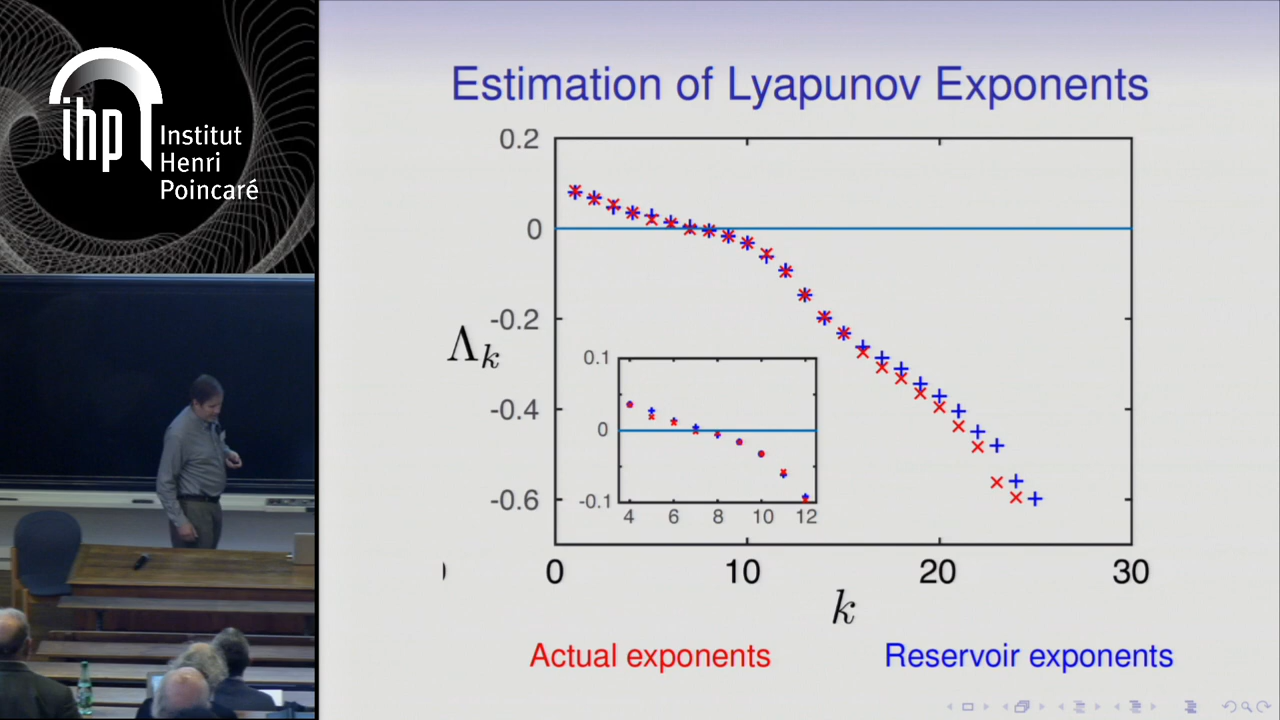 ihp Institut
Henri
Poincaré
Estimation of Lyapunov Exponents
0.2
0
-0.2
-0.4
-0.6
Λk
0.1
0
-0.1
4 6 8 10 12
0 10 20 30
k
Actual exponents Reservoir exponents